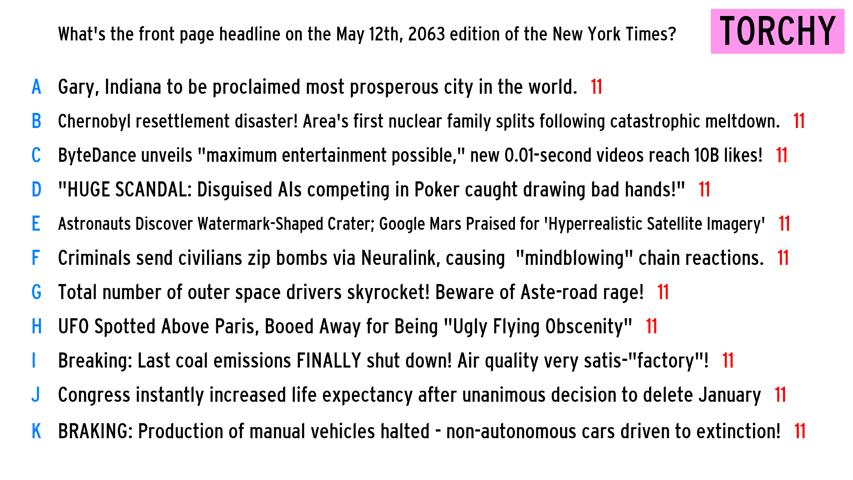 What's the front page headline on the May 12th, 2063 edition of the New York Times? TORCHY
A Gary, Indiana to be proclaimed most prosperous city in the world. 11
B Chernobyl resettlement disaster! Area's first nuclear family splits following catastrophic meltdown. 11
C ByteDance unveils "maximum entertainment possible," new 0.01-second videos reach 10B likes! 11
D "HUGE SCANDAL: Disguised AIs competing in Poker caught drawing bad hands!" 11
E Astronauts Discover Watermark-Shaped Crater; Google Mars Praised for 'Hyperrealistic Satellite Imagery' 11
F Criminals send civilians zip bombs via Neuralink, causing "mindblowing" chain reactions. 11
G Total number of outer space drivers skyrocket! Beware of Aste-road rage! 11
H UFO Spotted Above Paris, Booed Away for Being "Ugly Flying Obscenity" 11
I Breaking: Last coal emissions FINALLY shut down! Air quality very satis-"factory"! 11
J Congress instantly increased life expectancy after unanimous decision to delete January 11
K BRAKING: Production of manual vehicles halted - non-autonomous cars driven to extinction! 11